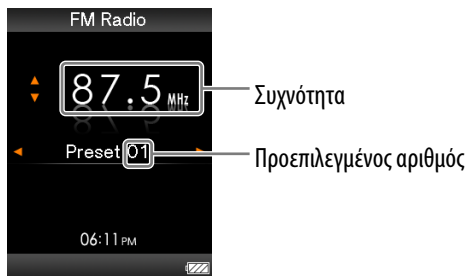 FM Radio
87.5 MHz
Συχνότητα
Preset 01
Προεπιλεγμένος αριθμός
06:11 PM